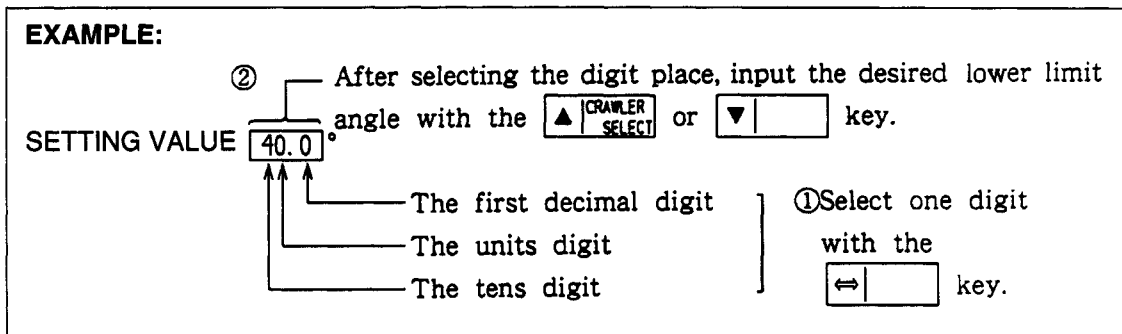 EXAMPLE:
② After selecting the digit place, input the desired lower limit
angle with the ▲ CRAWLER SELECT or ▼ key.
SETTING VALUE 40.0°
The first decimal digit
The units digit
The tens digit
①Select one digit
with the
⇔ key.